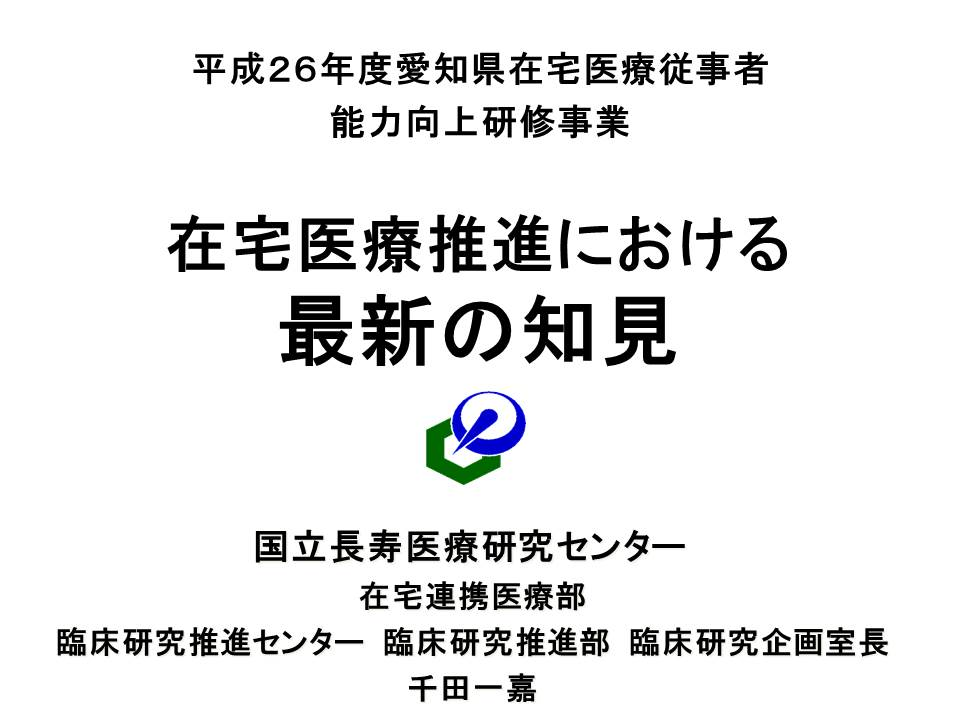 平成２６年度愛知県在宅医療従事者
能力向上研修事業
在宅医療推進における
最新の知見
国立長寿医療研究センター
在宅連携医療部
臨床研究推進センター 臨床研究推進部 臨床研究企画室長
千田一嘉